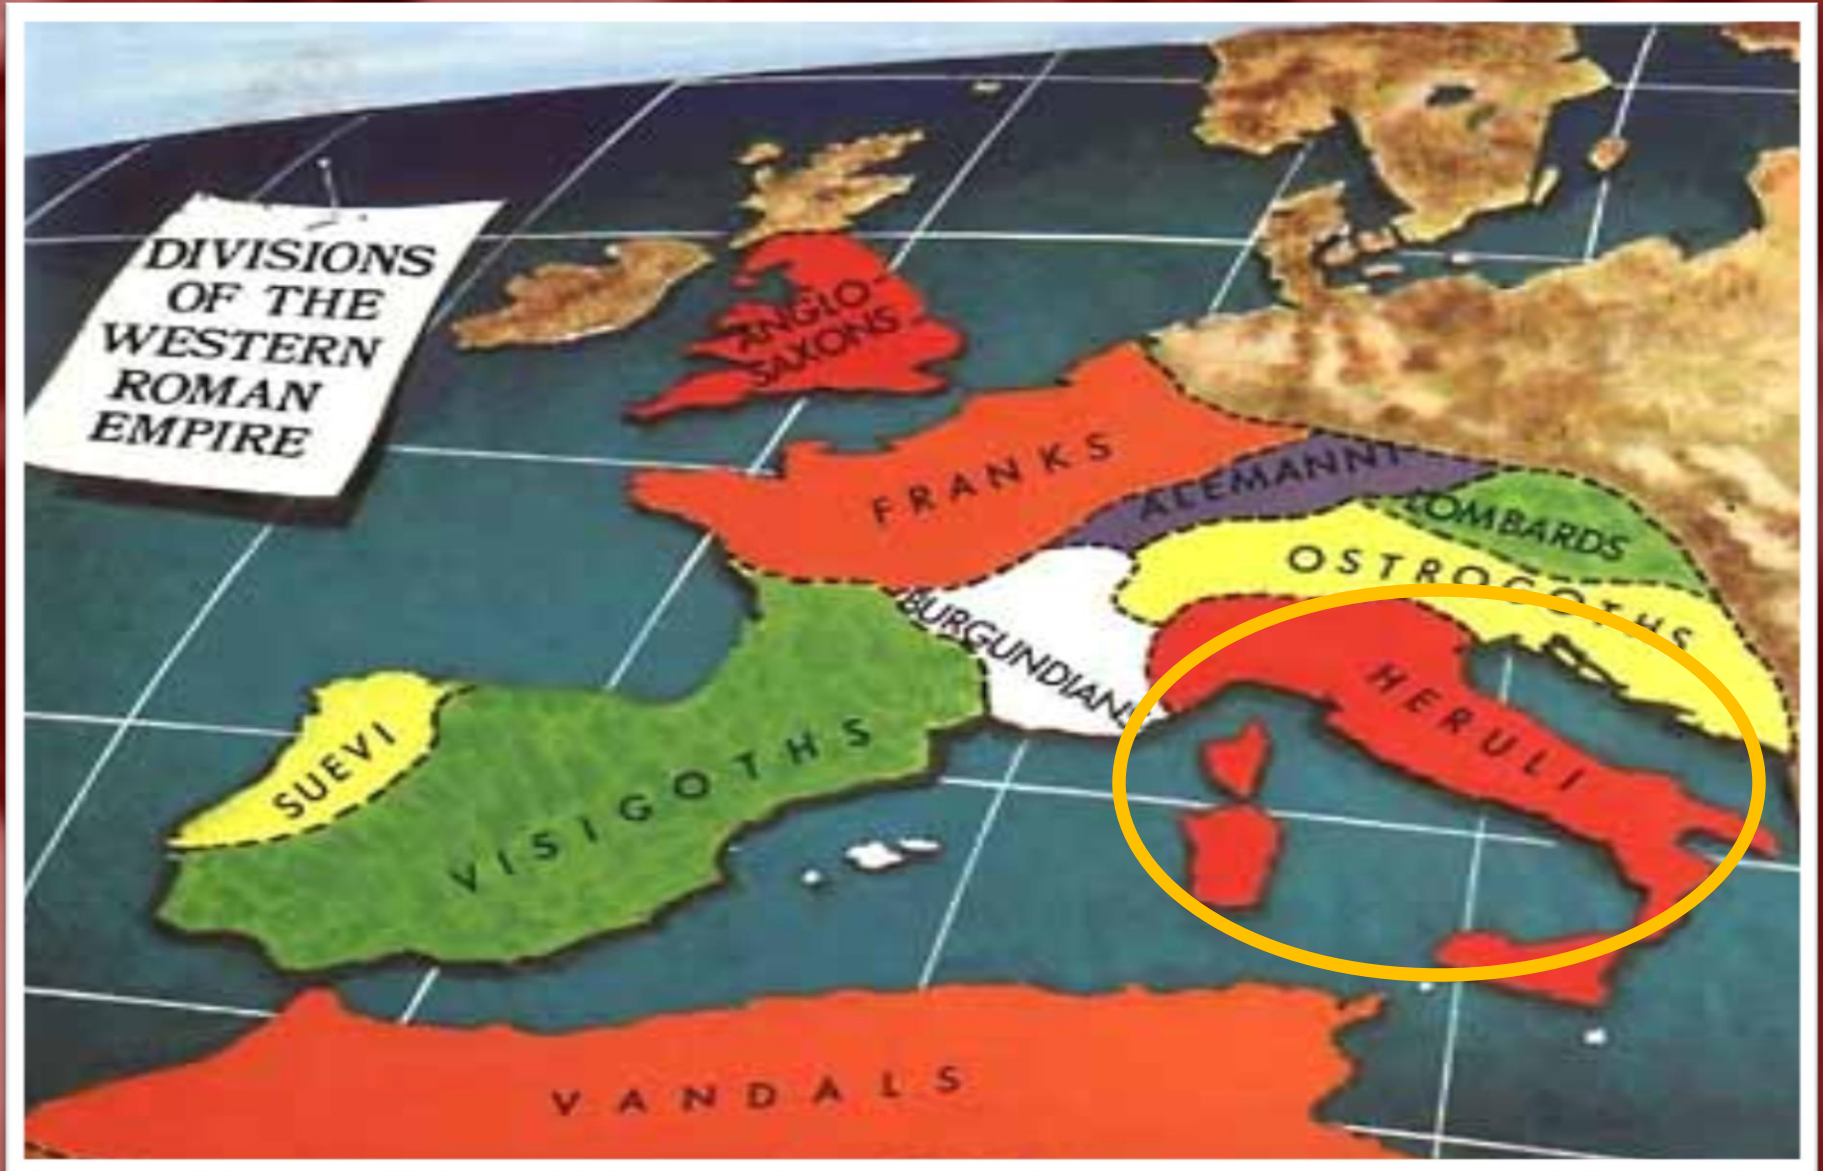 DIVISIONS
OF THE
WESTERN
ROMAN
EMPIRE
ANGLO-
SAXONS
FRANKS
ALEMANNI
LOMBARDS
OSTROGOTHS
BURGUNDIANS
HERULI
SUEVI
VISIGOTHS
VANDALS